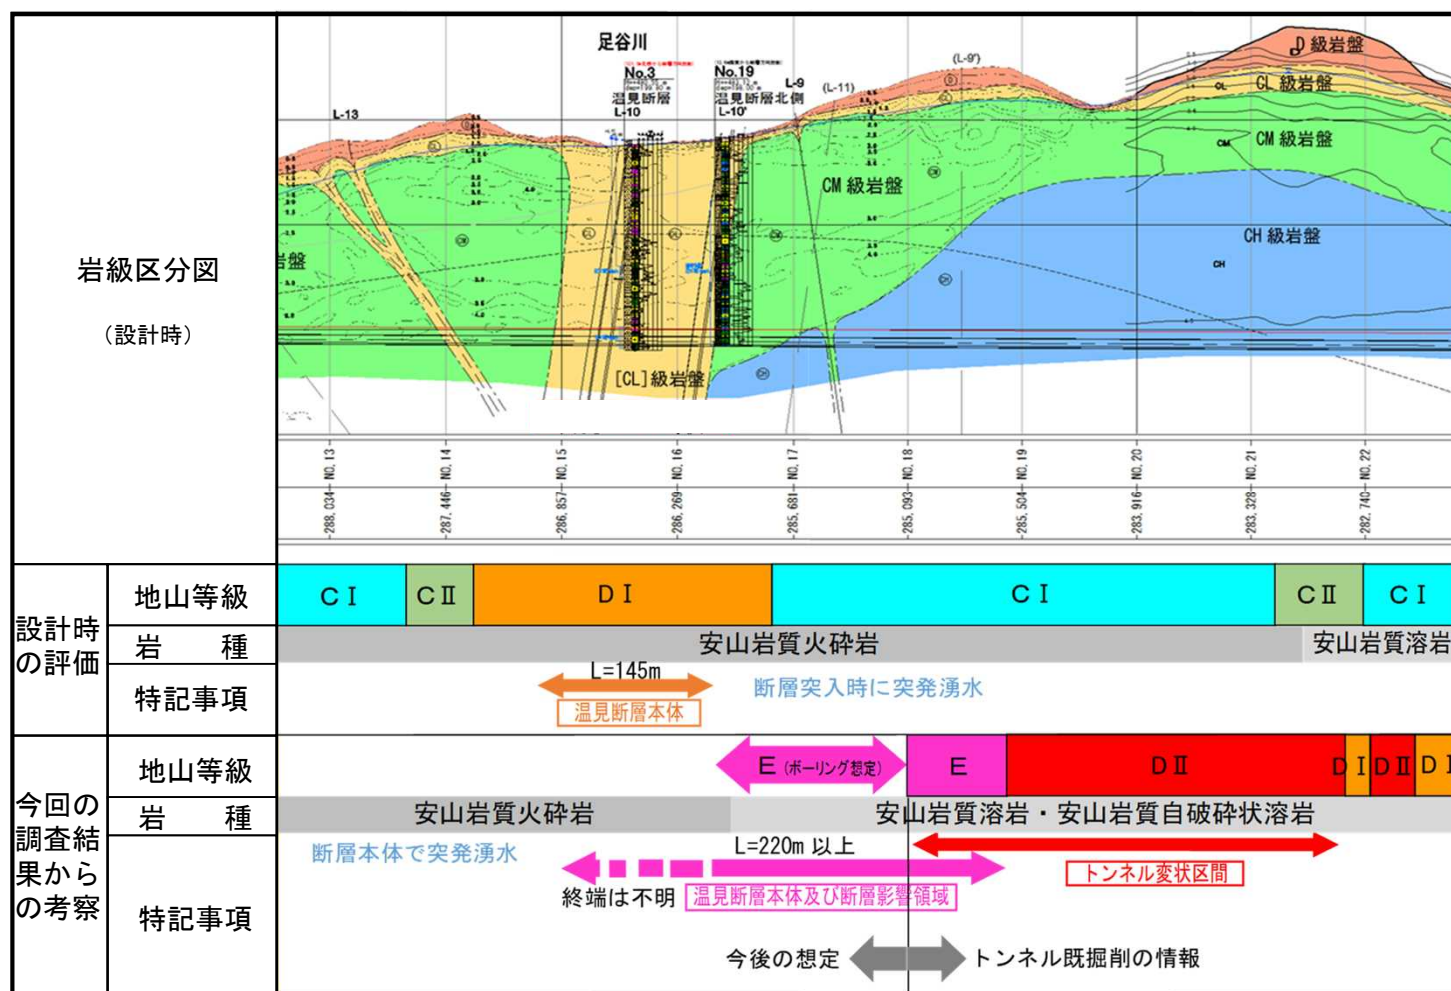 岩級区分図
（設計時）
足谷川
No.3
温見断層
L-10
No.19
温見断層北側
L-10'
L-9
(L-11)
(L-9')
L-13
D級岩盤
CL級岩盤
CM級岩盤
CM級岩盤
CH級岩盤
岩盤
[CL]級岩盤
CL
CM
CH
NO.13
NO.14
NO.15
NO.16
NO.17
NO.18
NO.19
NO.20
NO.21
NO.22
288.034
287.446
286.857
286.269
285.681
285.093
285.504
283.916
283.328
282.740
設計時
の評価
地山等級
CⅠ
CⅡ
DⅠ
CⅠ
CⅡ
CⅠ
岩　種
安山岩質火砕岩
安山岩質溶岩
特記事項
L=145m
温見断層本体
断層突入時に突発湧水
今回の
調査結
果から
の考察
地山等級
E（ボーリング想定）
E
DⅡ
DⅠ
DⅡ
DⅠ
岩　種
安山岩質火砕岩
安山岩質溶岩・安山岩質自破砕状溶岩
特記事項
断層本体で突発湧水
L=220m 以上
終端は不明
温見断層本体及び断層影響領域
トンネル変状区間
今後の想定
トンネル既掘削の情報